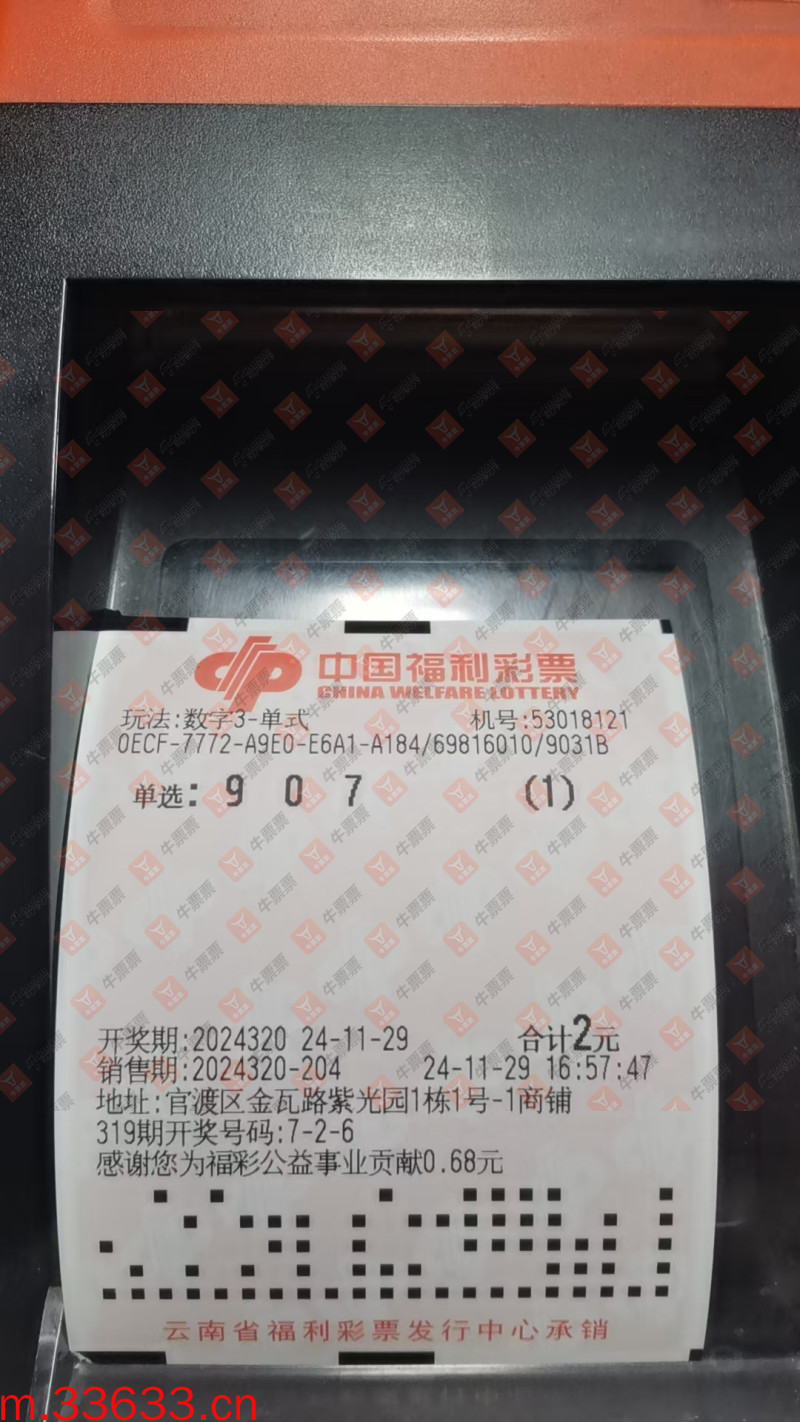 中国福利彩票
CHINA WELFARE LOTTERY
玩法:数字3-单式 机号:53018121
0ECF-7772-A9E0-E6A1-A184/69816010/9031B
单选: 9 0 7 (1)
开奖期:2024320 24-11-29 合计2元
销售期:2024320-204 24-11-29 16:57:47
地址:官渡区金瓦路紫光园1栋1号-1商铺
319期开奖号码:7-2-6
感谢您为福彩公益事业贡献0.68元
云南省福利彩票发行中心承销
牛票票
m.33633.cn